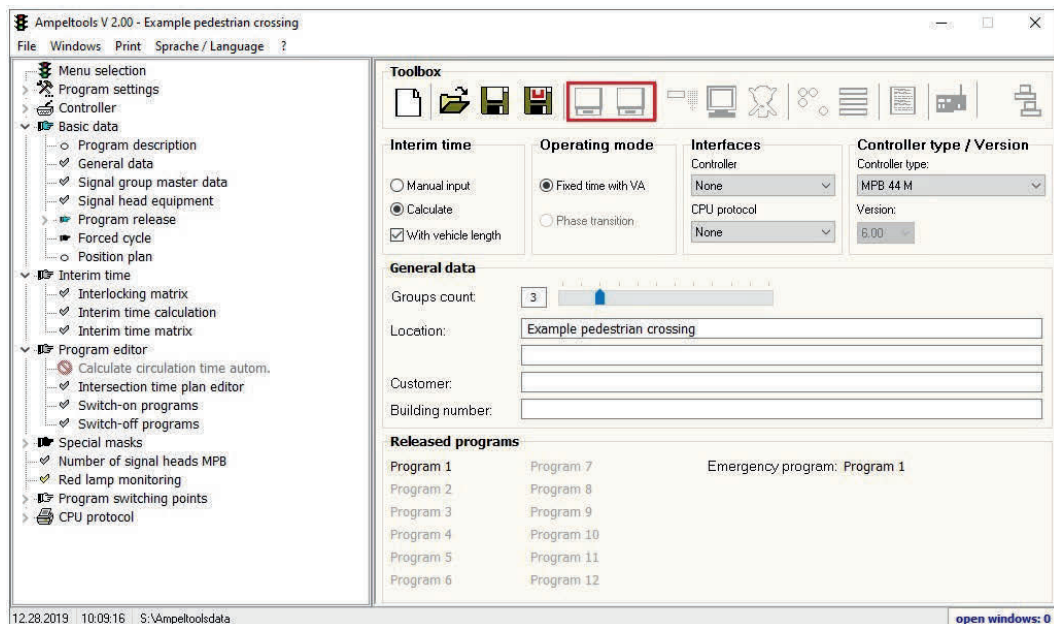 Ampeltools V 2.00 - Example pedestrian crossing
File Windows Print Sprache / Language ?
Menu selection
Program settings
Controller
Basic data
Program description
General data
Signal group master data
Signal head equipment
Program release
Forced cycle
Position plan
Interim time
Interlocking matrix
Interim time calculation
Interim time matrix
Program editor
Calculate circulation time autom.
Intersection time plan editor
Switch-on programs
Switch-off programs
Special masks
Number of signal heads MPB
Red lamp monitoring
Program switching points
CPU protocol
Toolbox
Interim time
Manual input
Calculate
With vehicle length
Operating mode
Fixed time with VA
Phase transition
Interfaces
Controller
None
CPU protocol
None
Controller type / Version
Controller type:
MPB 44 M
Version:
6.00
General data
Groups count: 3
Location: Example pedestrian crossing
Customer:
Building number:
Released programs
Program 1 Program 7 Emergency program: Program 1
Program 2 Program 8
Program 3 Program 9
Program 4 Program 10
Program 5 Program 11
Program 6 Program 12
12.28.2019 10:09:16 S:\Ampeltoolsdata open windows: 0